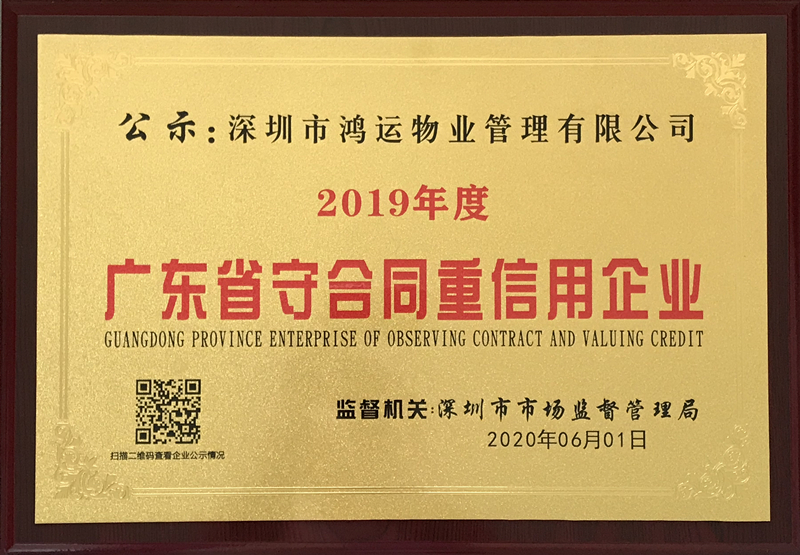 公示：深圳市鸿运物业管理有限公司
2019年度
广东省守合同重信用企业
GUANGDONG PROVINCE ENTERPRISE OF OBSERVING CONTRACT AND VALUING CREDIT
监督机关：深圳市市场监督管理局
2020年06月01日
扫描二维码查看企业公示情况